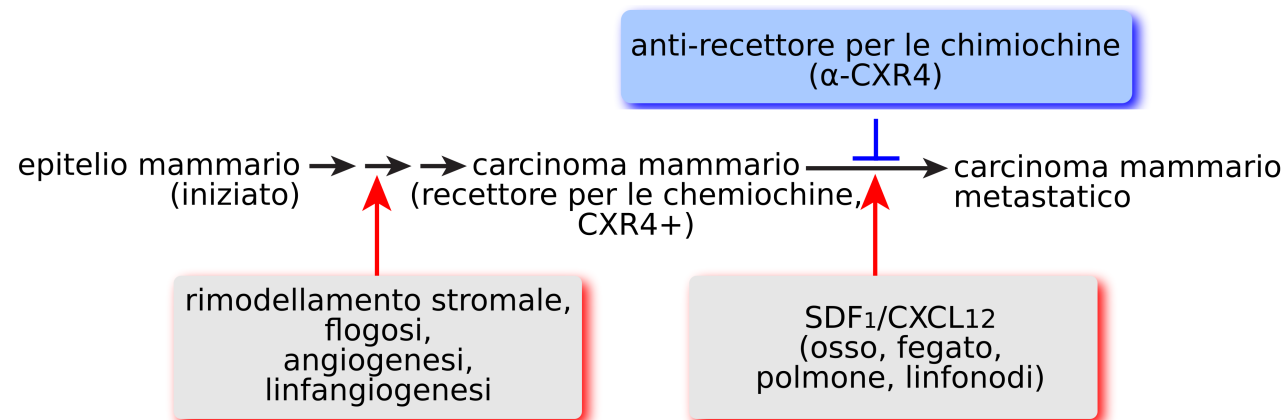 anti-recettore per le chimiochine
(α-CXR4)
epitelio mammario
(iniziato)
carcinoma mammario
(recettore per le chemiochine,
CXR4+)
carcinoma mammario
metastatico
rimodellamento stromale,
flogosi,
angiogenesi,
linfangiogenesi
SDF1/CXCL12
(osso, fegato,
polmone, linfonodi)